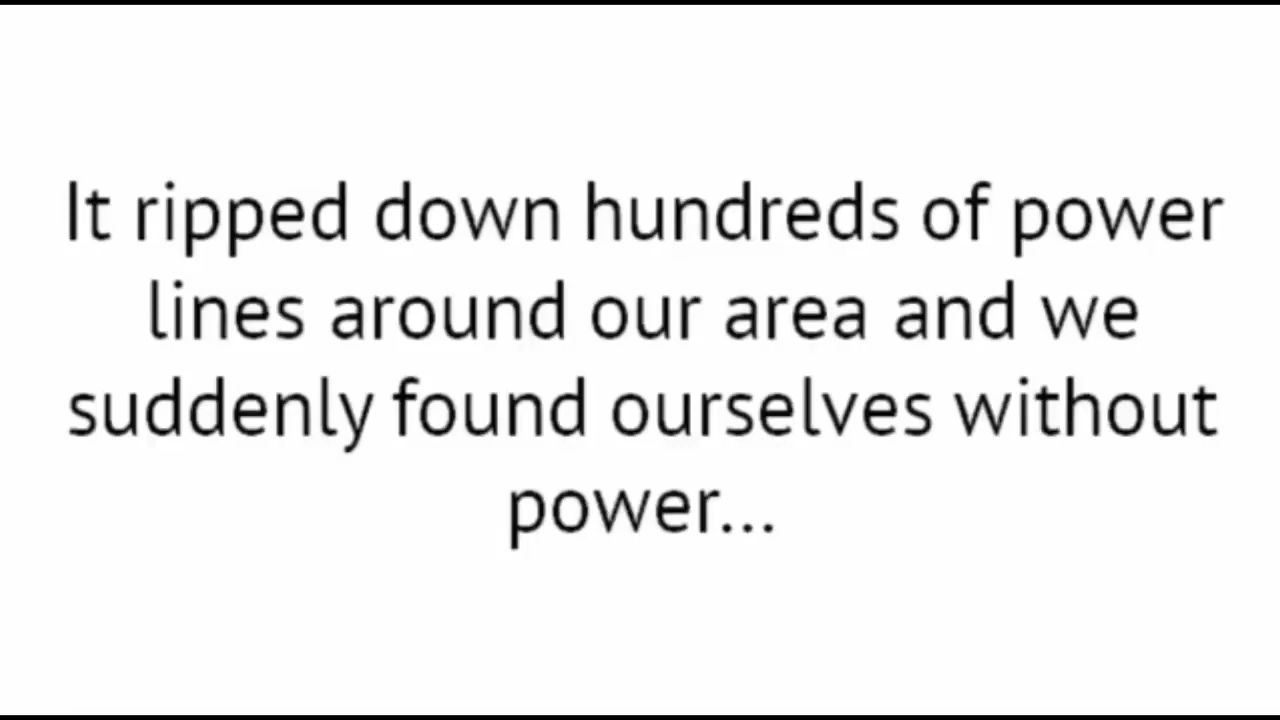 It ripped down hundreds of power
lines around our area and we
suddenly found ourselves without
power...